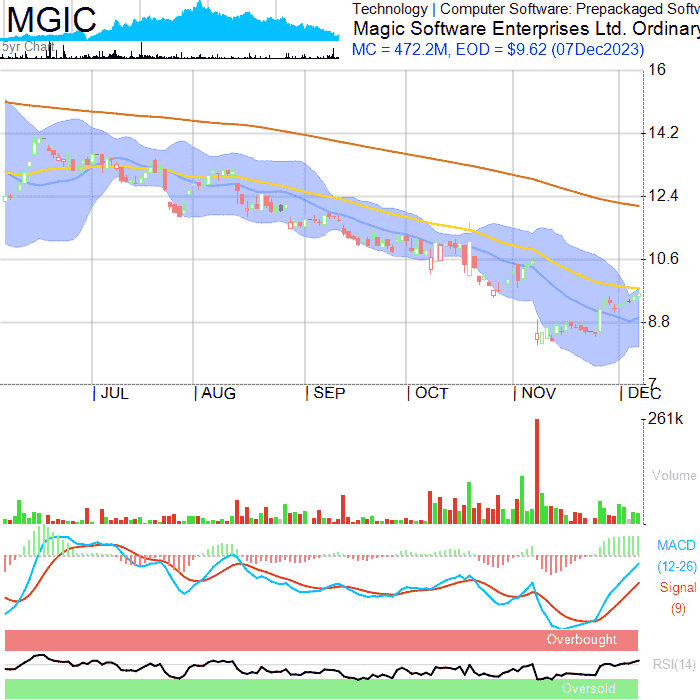 MGIC
5yr Chart
Technology | Computer Software: Prepackaged Softw
Magic Software Enterprises Ltd. Ordinary
MC = 472.2M, EOD = $9.62 (07Dec2023)
16
14.2
12.4
10.6
8.8
7
JUL AUG SEP OCT NOV DEC
261k
Volume
MACD
(12-26)
Signal
(9)
Overbought
RSI(14)
Oversold